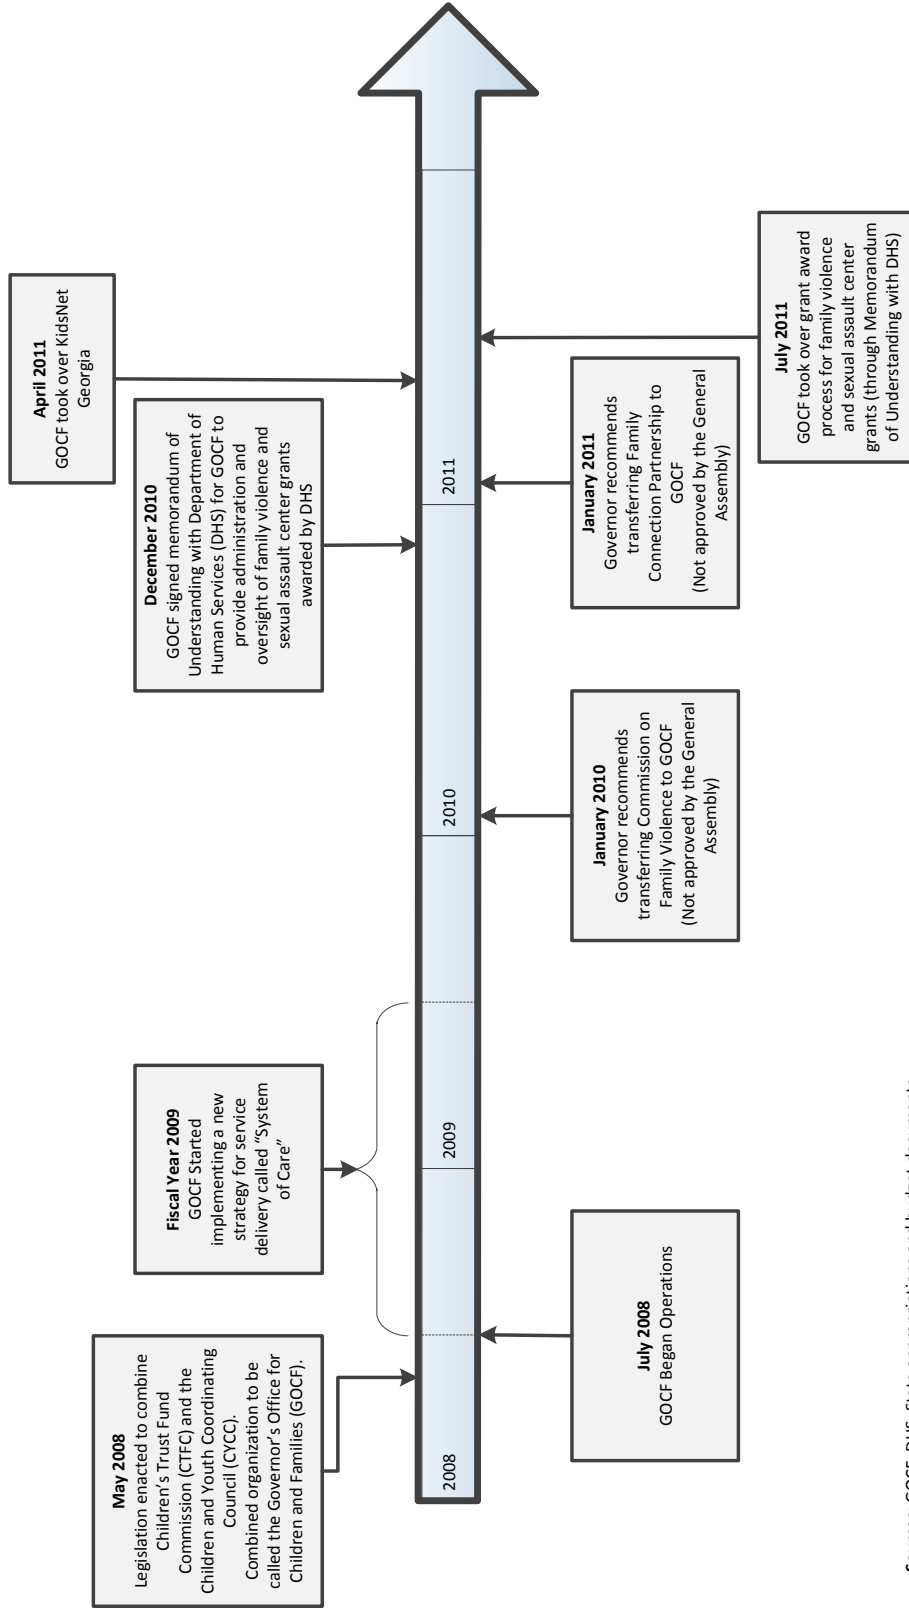 May 2008
Legislation enacted to combine
Children's Trust Fund
Commission (CTFC) and the
Children and Youth Coordinating
Council (CYCC).
Combined organization to be
called the Governor's Office for
Children and Families (GOCF).
Fiscal Year 2009
GOCF Started
implementing a new
strategy for service
delivery called “System
of Care”
December 2010
GOCF signed memorandum of
Understanding with Department of
Human Services (DHS) for GOCF to
provide administration and
oversight of family violence and
sexual assault center grants
awarded by DHS
April 2011
GOCF took over KidsNet
Georgia
2008
2009
2010
2011
July 2008
GOCF Began Operations
January 2010
Governor recommends
transferring Commission on
Family Violence to GOCF
(Not approved by the General
Assembly)
January 2011
Governor recommends
transferring Family
Connection Partnership to
GOCF
(Not approved by the General
Assembly)
July 2011
GOCF took over grant award
process for family violence
and sexual assault center
grants (through Memorandum
of Understanding with DHS)